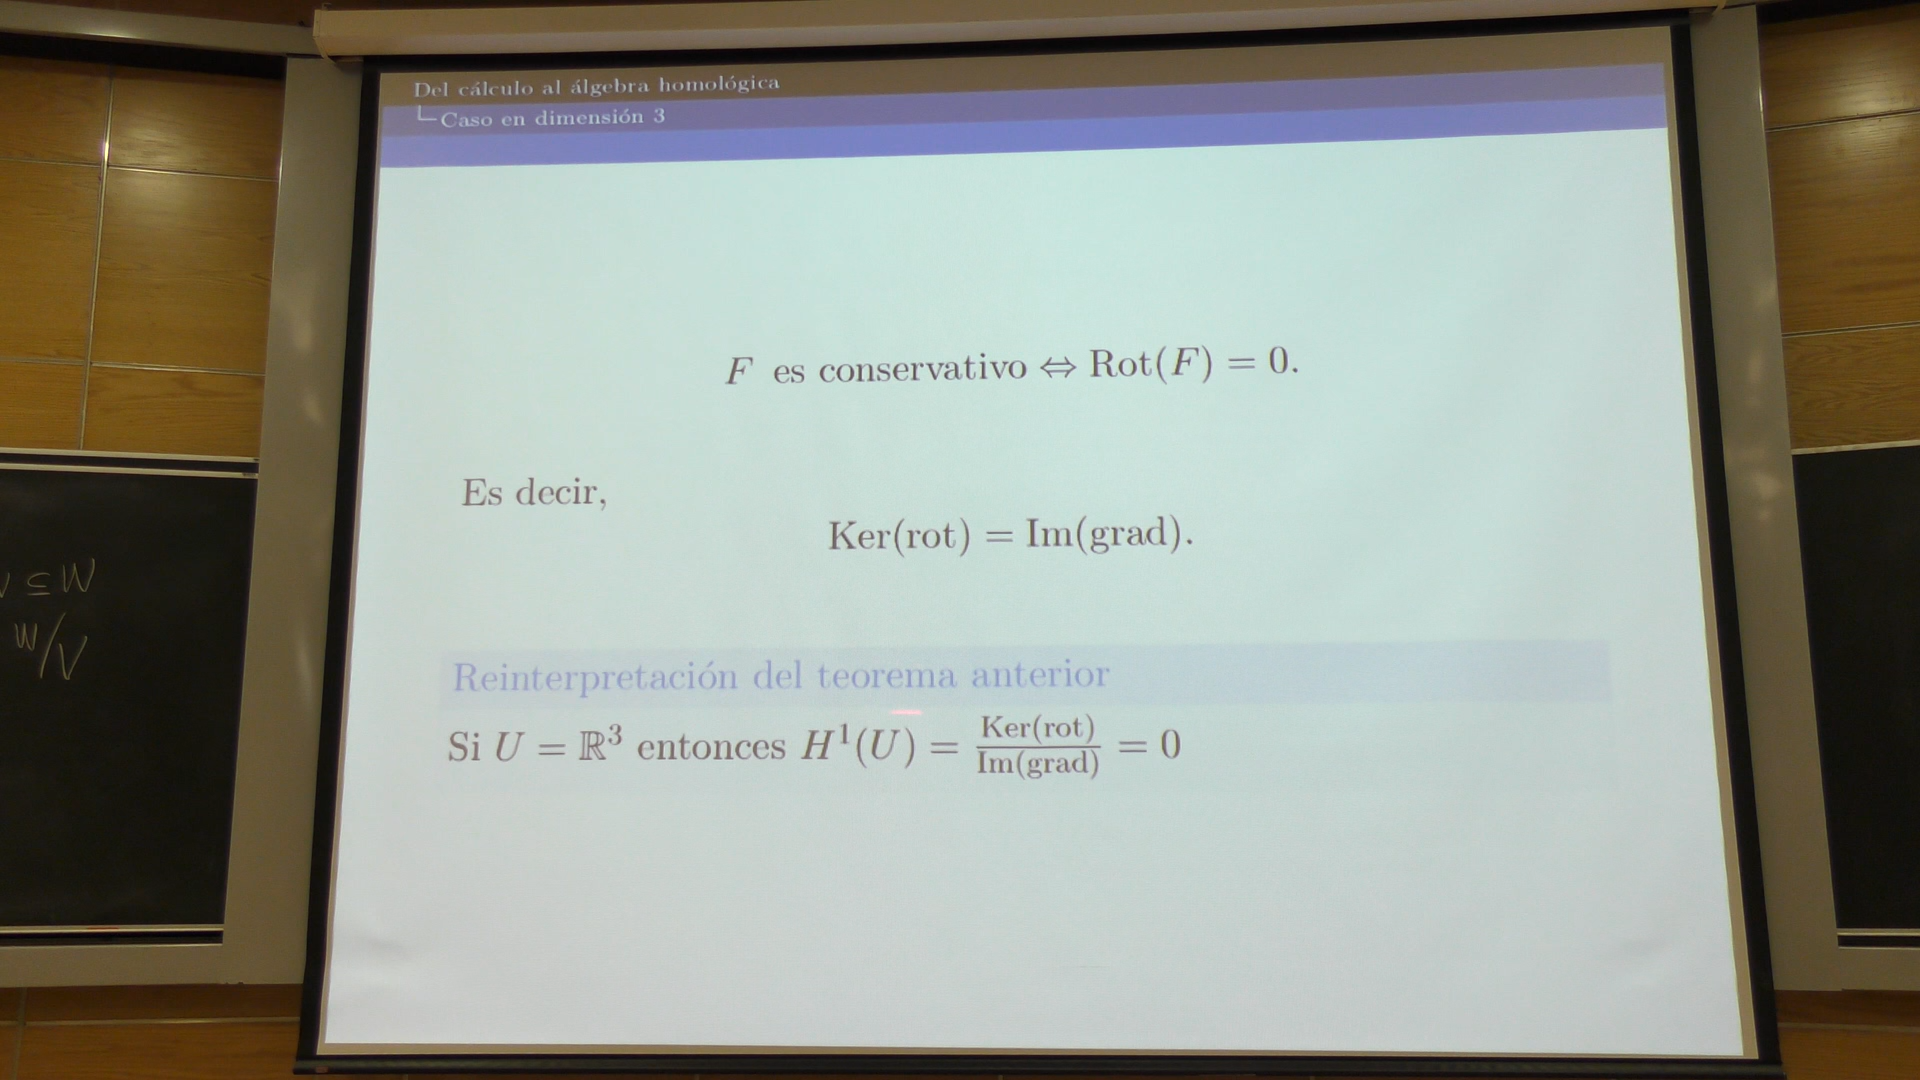 Del cálculo al álgebra homológica
Caso en dimensión 3
F es conservativo ⇔ Rot(F) = 0.
Es decir,
Ker(rot) = Im(grad).
Reinterpretación del teorema anterior
Si U = ℝ³ entonces H¹(U) = Ker(rot)/Im(grad) = 0
⊆ W
W/V